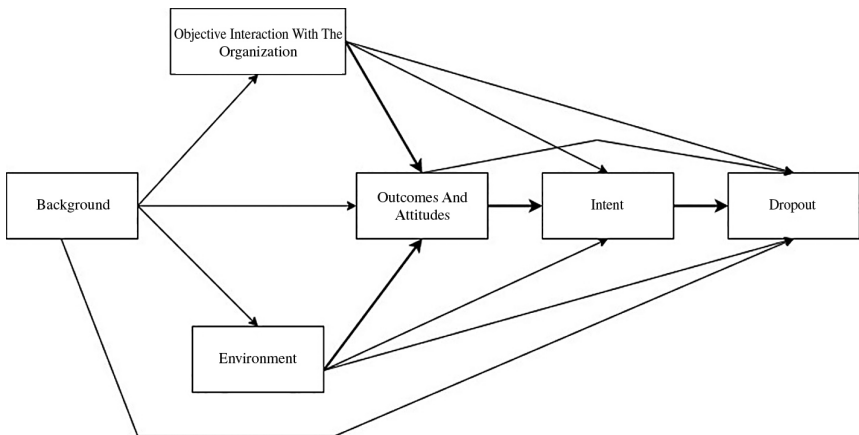 Objective Interaction With The
Organization
Background
Outcomes And
Attitudes
Intent
Dropout
Environment